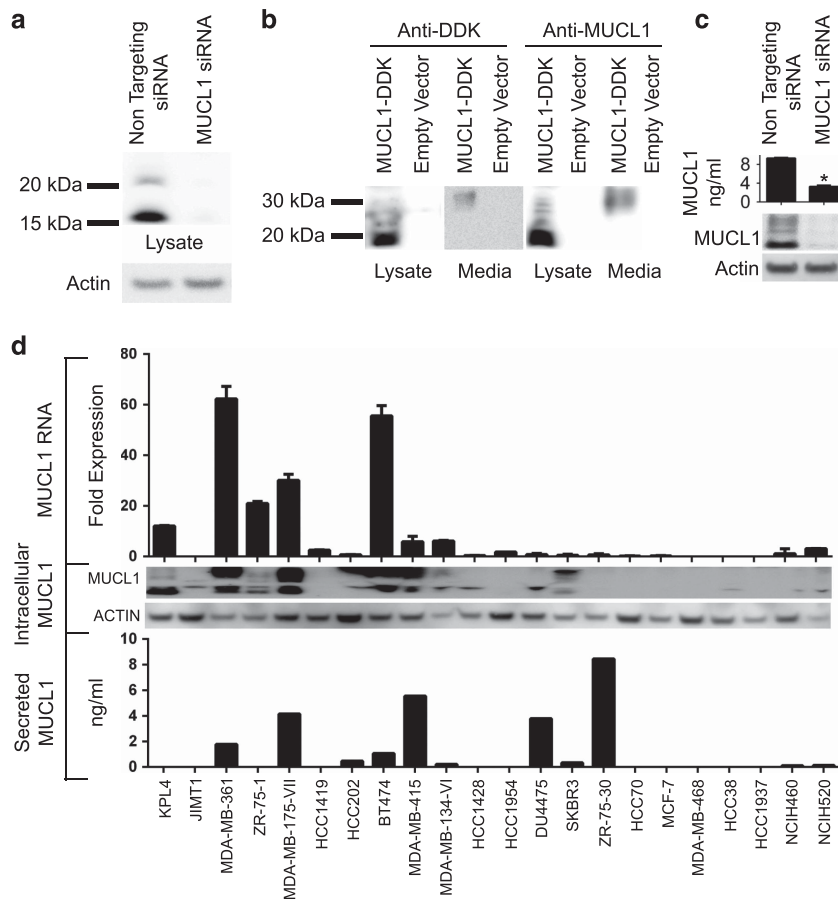 a
Non Targeting
siRNA
MUCL1 siRNA
20 kDa
15 kDa
Lysate
Actin
b
Anti-DDK
Anti-MUCL1
MUCL1-DDK
Empty Vector
MUCL1-DDK
Empty Vector
MUCL1-DDK
Empty Vector
MUCL1-DDK
Empty Vector
30 kDa
20 kDa
Lysate
Media
Lysate
Media
c
Non Targeting
siRNA
MUCL1 siRNA
MUCL1
ng/ml
8
4
0
*
MUCL1
Actin
d
MUCL1 RNA
Fold Expression
80
60
40
20
0
Intracellular
MUCL1
MUCL1
ACTIN
Secreted
MUCL1
ng/ml
10
8
6
4
2
0
KPL4
JIMT1
MDA-MB-361
ZR-75-1
MDA-MB-175-VII
HCC1419
HCC202
BT474
MDA-MB-415
MDA-MB-134-VI
HCC1428
HCC1954
DU4475
SKBR3
ZR-75-30
HCC70
MCF-7
MDA-MB-468
HCC38
HCC1937
NCIH460
NCIH520